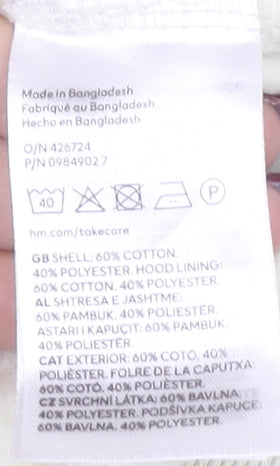 Made in Bangladesh
Fabriqué au Bangladesh
Hecho en Bangladesh
O/N 426724
P/N 0984902 7
40
P
hm.com/takecare
GB SHELL: 60% COTTON.
40% POLYESTER. HOOD LINING:
60% COTTON. 40% POLYESTER.
AL SHTRESA E JASHTME:
60% PAMBUK. 40% POLIESTËR.
ASTARI I KAPUÇIT: 60% PAMBUK.
40% POLIESTËR.
CAT EXTERIOR: 60% COTÓ. 40%
POLIÈSTER. FOLRE DE LA CAPUTXA:
60% COTÓ. 40% POLIÈSTER.
CZ SVRCHNÍ LÁTKA: 60% BAVLNA.
40% POLYESTER. PODŠÍVKA KAPUCE:
60% BAVLNA. 40% POLYESTER